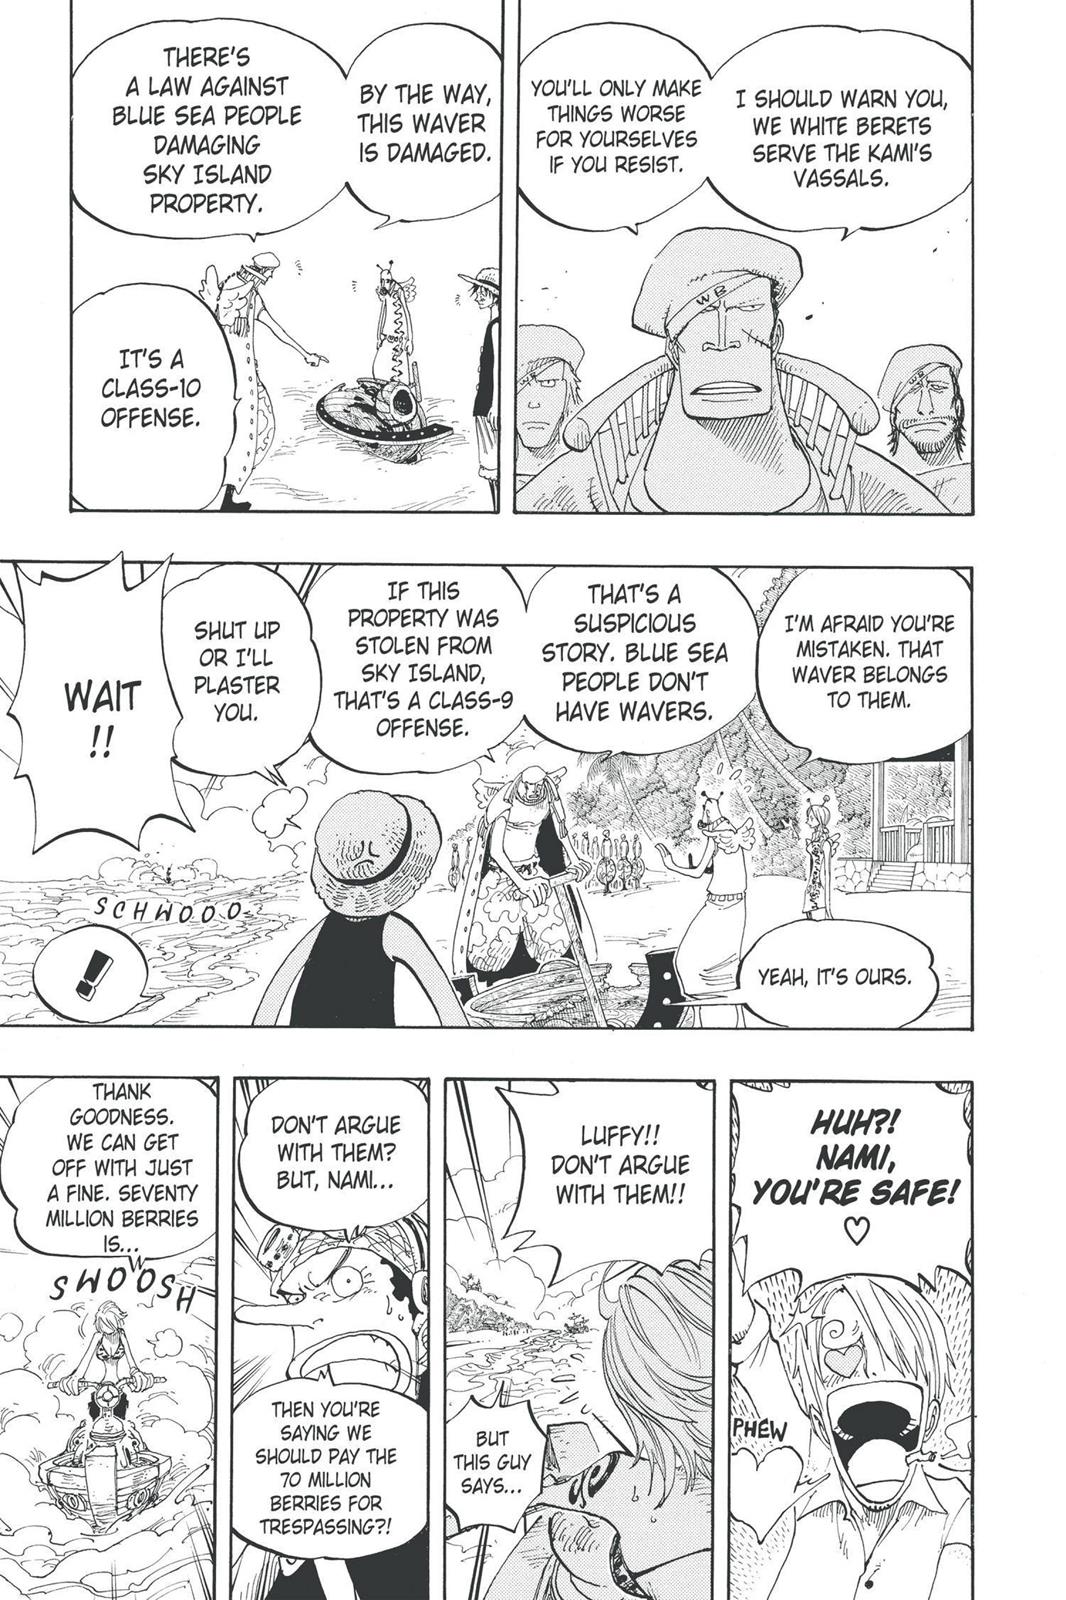 I SHOULD WARN YOU,
WE WHITE BERETS
SERVE THE KAMI'S
VASSALS.
YOU'LL ONLY MAKE
THINGS WORSE
FOR YOURSELVES
IF YOU RESIST.
WB
WB
WB
BY THE WAY,
THIS WAVER
IS DAMAGED.
THERE'S
A LAW AGAINST
BLUE SEA PEOPLE
DAMAGING
SKY ISLAND
PROPERTY.
IT'S A
CLASS-10
OFFENSE.
I'M AFRAID YOU'RE
MISTAKEN. THAT
WAVER BELONGS
TO THEM.
YEAH, IT'S OURS.
THAT'S A
SUSPICIOUS
STORY. BLUE SEA
PEOPLE DON'T
HAVE WAVERS.
IF THIS
PROPERTY WAS
STOLEN FROM
SKY ISLAND,
THAT'S A CLASS-9
OFFENSE.
SHUT UP
OR I'LL
PLASTER
YOU.
WAIT
!!
SCHWOOO
!
HUH?!
NAMI,
YOU'RE SAFE!
♡
PHEW
LUFFY!!
DON'T ARGUE
WITH THEM!!
BUT
THIS GUY
SAYS...
DON'T ARGUE
WITH THEM?
BUT, NAMI...
THEN YOU'RE
SAYING WE
SHOULD PAY THE
70 MILLION
BERRIES FOR
TRESPASSING?!
THANK
GOODNESS.
WE CAN GET
OFF WITH JUST
A FINE. SEVENTY
MILLION BERRIES
IS...
SWOOSH